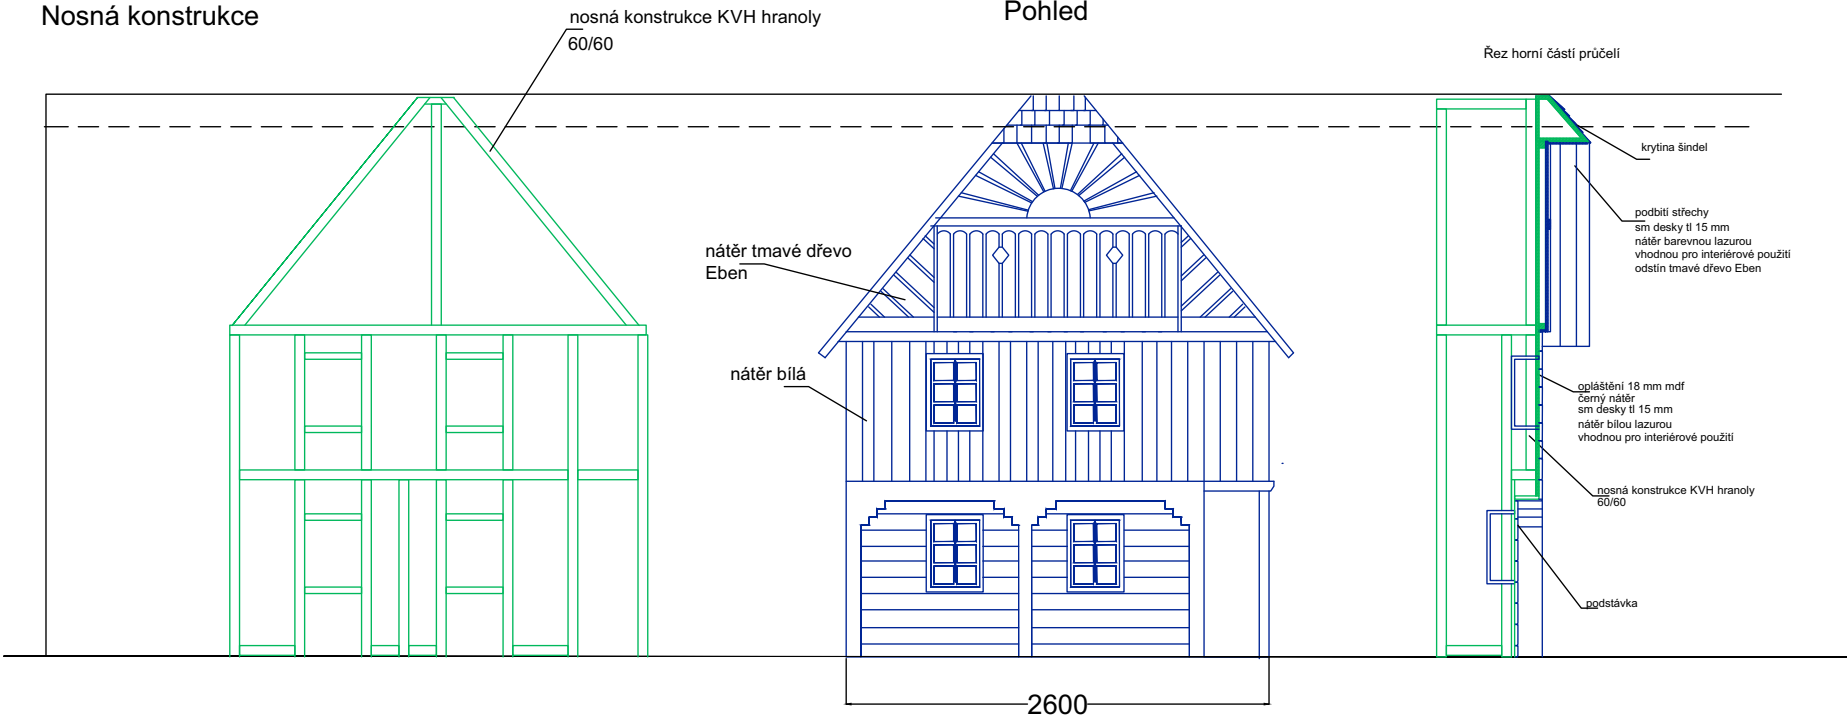 Nosná konstrukce
nosná konstrukce KVH hranoly
60/60
Pohled
Řez horní částí průčelí
krytina šindel
podbití střechy
sm desky tl 15 mm
nátěr barevnou lazurou
vhodnou pro interiérové použití
odstín tmavé dřevo Eben
nátěr tmavé dřevo
Eben
nátěr bílá
opláštění 18 mm mdf
černý nátěr
sm desky tl 15 mm
nátěr bílou lazurou
vhodnou pro interiérové použití
nosná konstrukce KVH hranoly
60/60
podstávka
2600